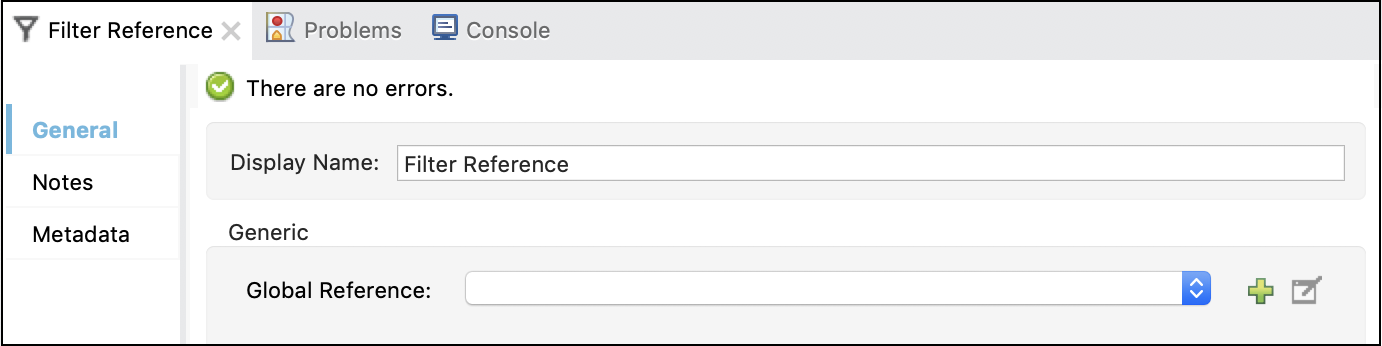 Filter Reference Problems Console
There are no errors.
General
Display Name: Filter Reference
Notes
Metadata
Generic
Global Reference: